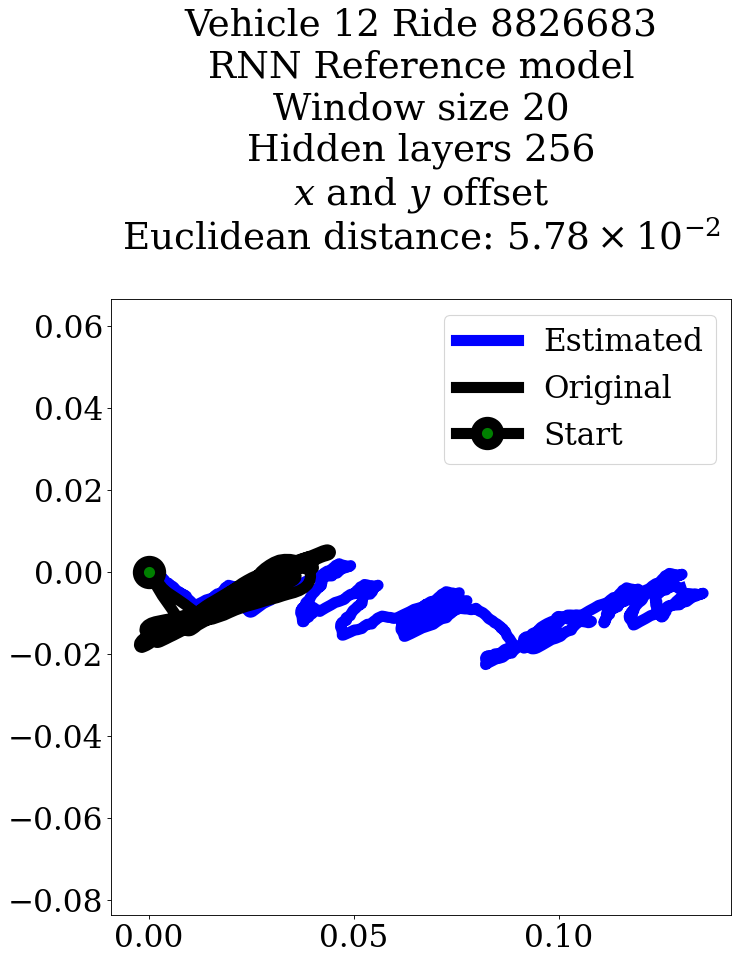 Vehicle 12 Ride 8826683
RNN Reference model
Window size 20
Hidden layers 256
x and y offset
Euclidean distance: 5.78 × 10⁻²
0.06
0.04
0.02
0.00
−0.02
−0.04
−0.06
−0.08
Estimated
Original
Start
0.00 0.05 0.10